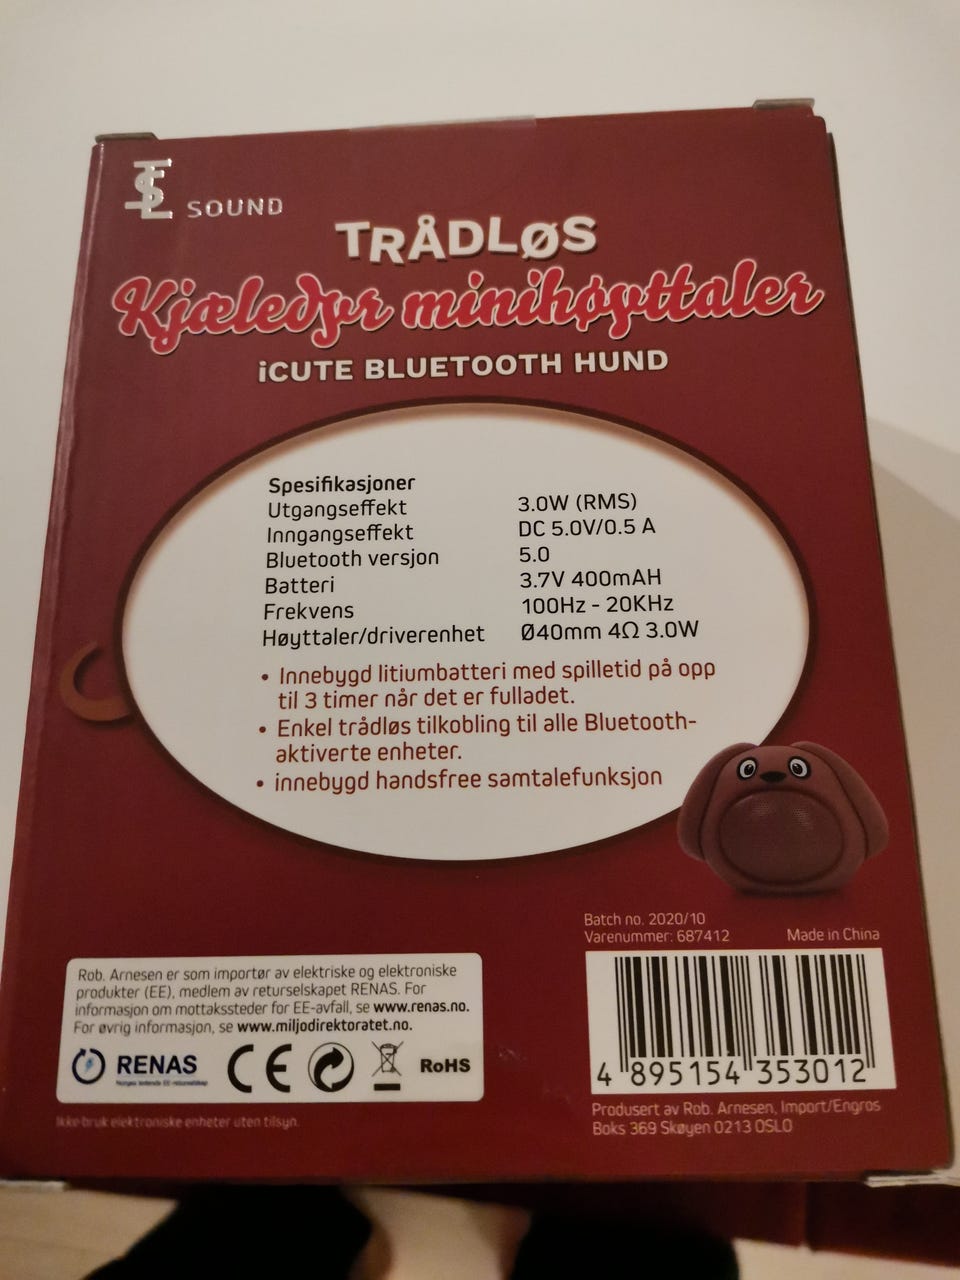 SOUND
TRÅDLØS
Kjæledyr minihøyttaler
iCUTE BLUETOOTH HUND
Spesifikasjoner
Utgangseffekt 3.0W (RMS)
Inngangseffekt DC 5.0V/0.5 A
Bluetooth versjon 5.0
Batteri 3.7V 400mAH
Frekvens 100Hz - 20KHz
Høyttaler/driverenhet Ø40mm 4Ω 3.0W
• Innebygd litiumbatteri med spilletid på opp
til 3 timer når det er fulladet.
• Enkel trådløs tilkobling til alle Bluetooth-
aktiverte enheter.
• innebygd handsfree samtalefunksjon
Batch no. 2020/10
Varenummer: 687412 Made in China
Rob. Arnesen er som importør av elektriske og elektroniske
produkter (EE), medlem av returselskapet RENAS. For
informasjon om mottakssteder for EE-avfall, se www.renas.no.
For øvrig informasjon, se www.miljodirektoratet.no.
RENAS CE RoHS
Norges ledende EE-returselskap
4 895154 353012
Ikke bruk elektroniske enheter uten tilsyn.
Produsert av Rob. Arnesen, Import/Engros
Boks 369 Skøyen 0213 OSLO